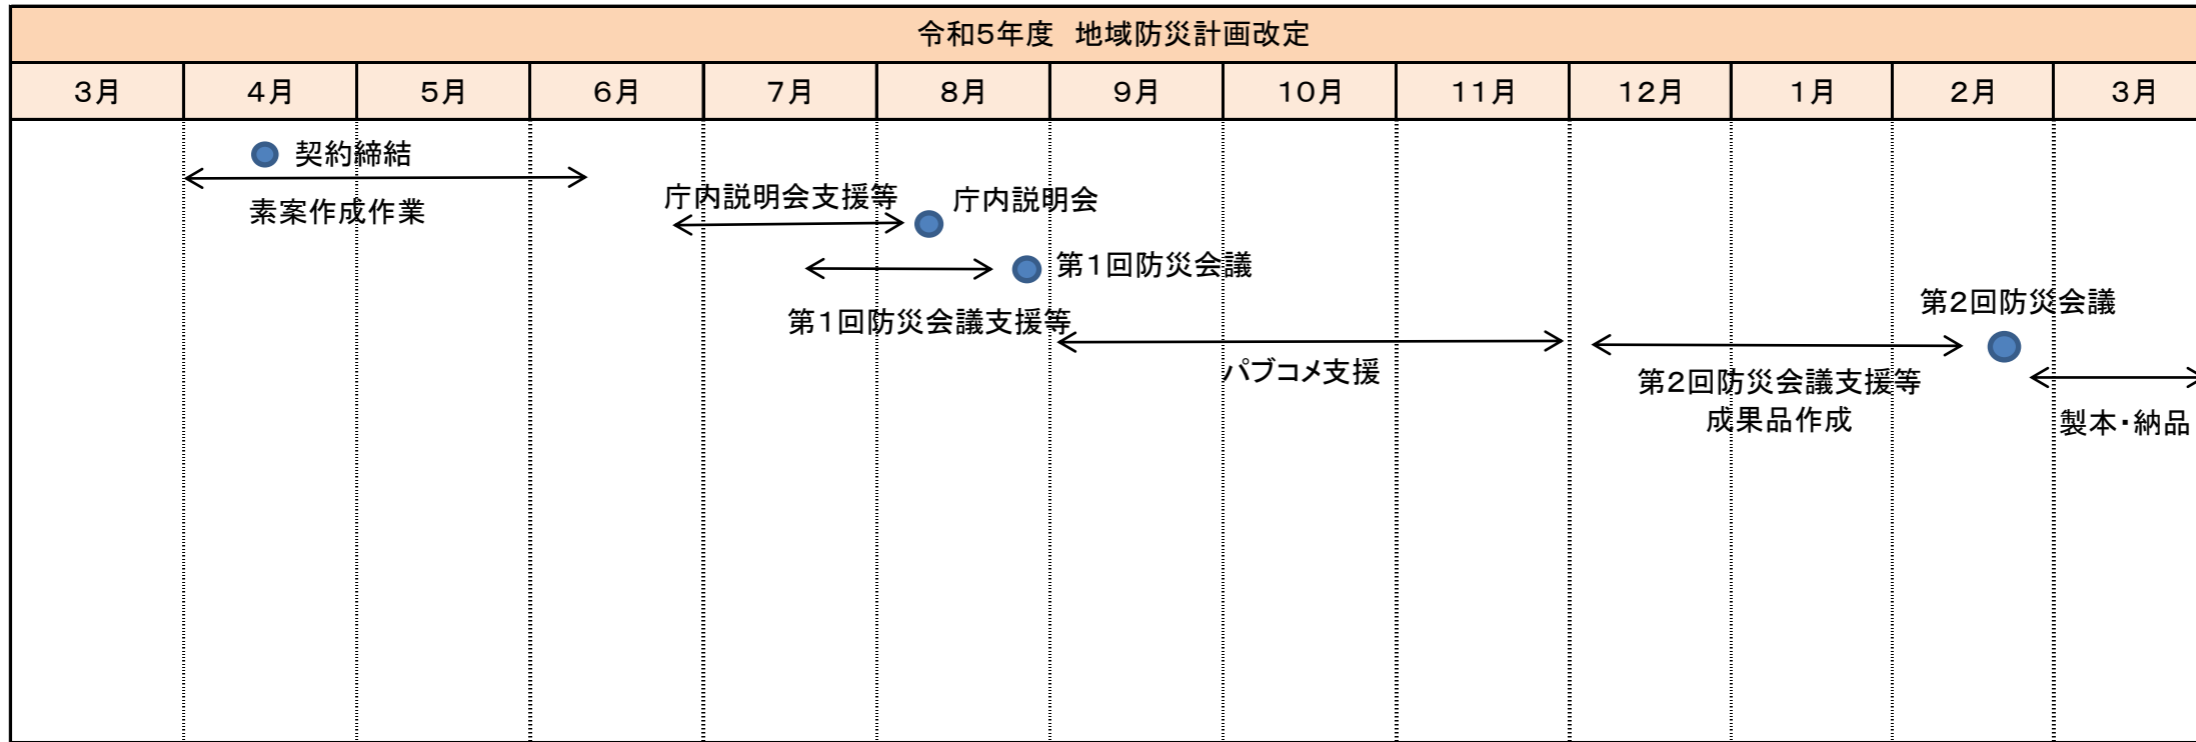 令和５年度　地域防災計画改定
３月 ４月 ５月 ６月 ７月 ８月 ９月 １０月 １１月 １２月 １月 ２月 ３月
契約締結
素案作成作業
庁内説明会支援等
庁内説明会
第１回防災会議
第１回防災会議支援等
パブコメ支援
第２回防災会議
第２回防災会議支援等
成果品作成
製本・納品